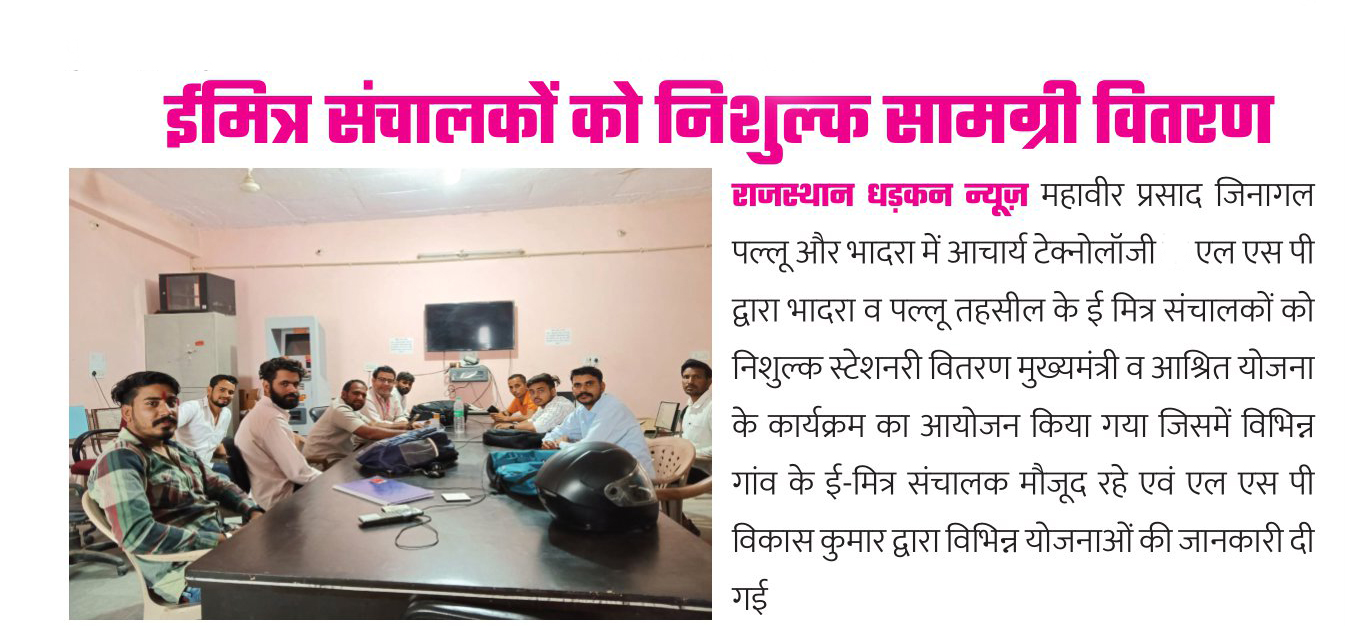 ईमित्र संचालकों को निशुल्क सामग्री वितरण
राजस्थान धड़कन न्यूज़ महावीर प्रसाद जिनागल
पल्लू और भादरा में आचार्य टेक्नोलॉजी एल एस पी
द्वारा भादरा व पल्लू तहसील के ई मित्र संचालकों को
निशुल्क स्टेशनरी वितरण मुख्यमंत्री व आश्रित योजना
के कार्यक्रम का आयोजन किया गया जिसमें विभिन्न
गांव के ई-मित्र संचालक मौजूद रहे एवं एल एस पी
विकास कुमार द्वारा विभिन्न योजनाओं की जानकारी दी
गई